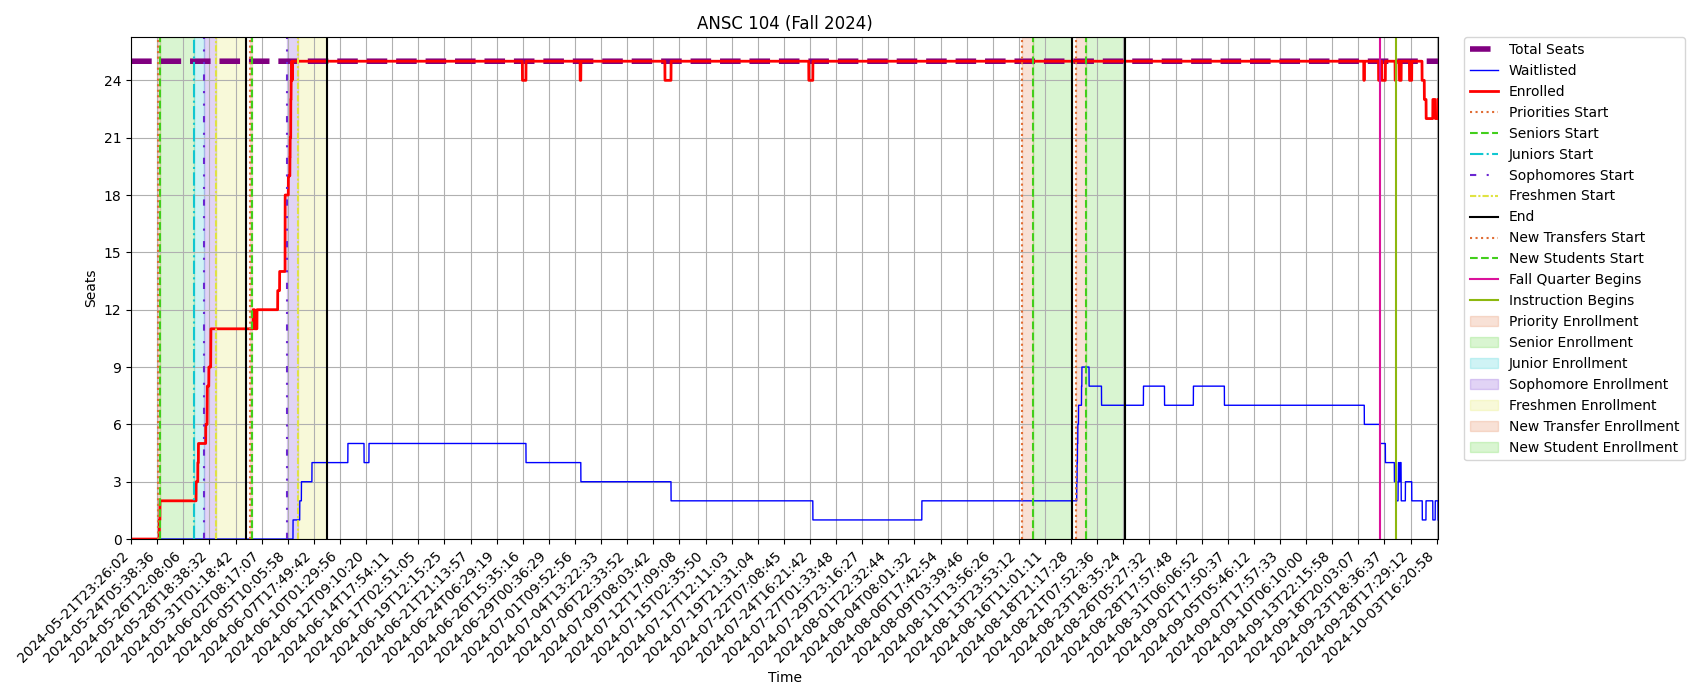 ANSC 104 (Fall 2024)
Seats
24
21
18
15
12
9
6
3
0
2024-05-21T23:26:02
2024-05-24T05:38:36
2024-05-26T12:08:06
2024-05-28T18:38:32
2024-05-31T01:18:42
2024-06-02T08:17:07
2024-06-05T10:05:58
2024-06-07T17:49:42
2024-06-10T01:29:56
2024-06-12T09:10:20
2024-06-14T17:54:11
2024-06-17T02:51:05
2024-06-19T12:15:25
2024-06-21T21:13:57
2024-06-24T06:29:19
2024-06-26T15:35:16
2024-06-29T00:36:29
2024-07-01T09:52:56
2024-07-04T13:22:33
2024-07-06T22:33:52
2024-07-09T08:03:42
2024-07-12T17:09:08
2024-07-15T02:35:50
2024-07-17T12:11:03
2024-07-19T21:31:04
2024-07-22T07:08:45
2024-07-24T16:21:42
2024-07-27T01:33:48
2024-07-29T23:16:27
2024-08-01T22:32:44
2024-08-04T08:01:32
2024-08-06T17:42:54
2024-08-09T03:39:46
2024-08-11T13:56:26
2024-08-13T23:53:12
2024-08-16T11:01:11
2024-08-18T21:17:28
2024-08-21T07:52:36
2024-08-23T18:35:24
2024-08-26T05:27:32
2024-08-28T17:57:48
2024-08-31T06:06:52
2024-09-02T17:50:37
2024-09-05T05:46:12
2024-09-07T17:57:33
2024-09-10T06:10:00
2024-09-13T22:15:58
2024-09-18T20:03:07
2024-09-23T18:36:37
2024-09-28T17:29:12
2024-10-03T16:20:58
Time
Total Seats
Waitlisted
Enrolled
Priorities Start
Seniors Start
Juniors Start
Sophomores Start
Freshmen Start
End
New Transfers Start
New Students Start
Fall Quarter Begins
Instruction Begins
Priority Enrollment
Senior Enrollment
Junior Enrollment
Sophomore Enrollment
Freshmen Enrollment
New Transfer Enrollment
New Student Enrollment